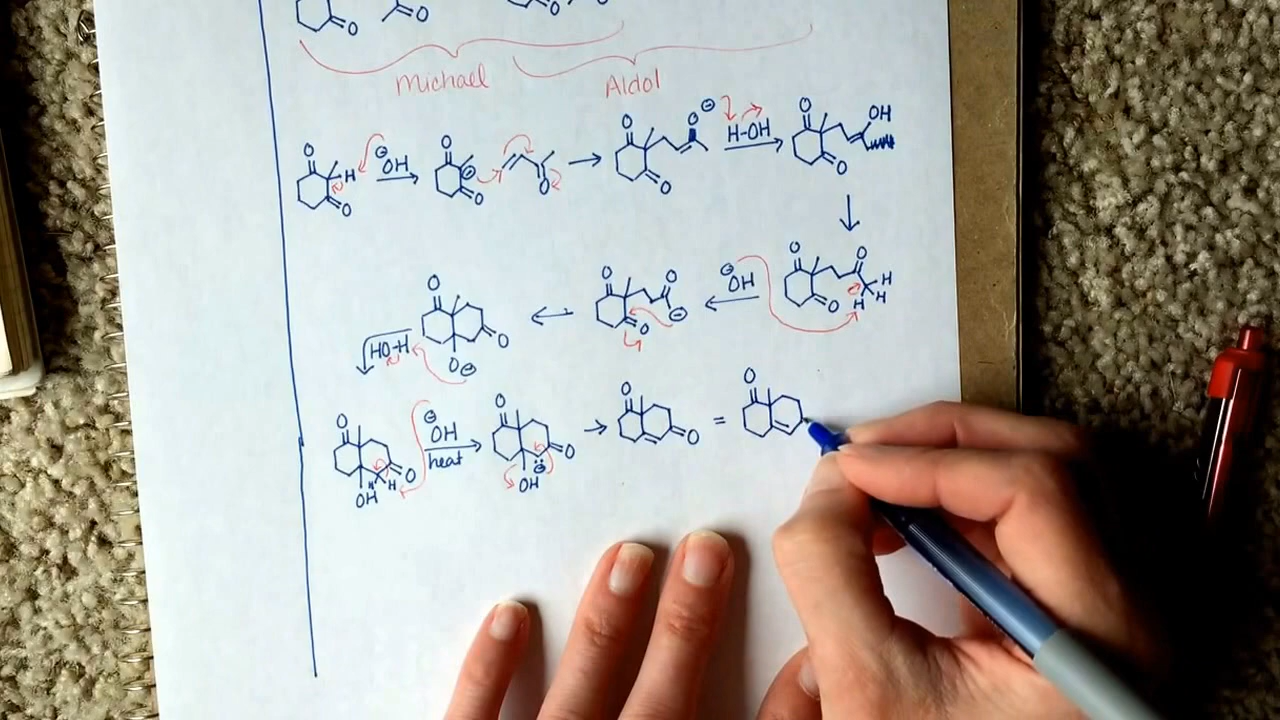 O O O
Michael Aldol
O H ⊖OH O O ⊖ O O O O O⊖ H-OH O O OH
O O H H H ⊖OH O O O ⊖ O O O⊖
HO-H
O OH H H O ⊖OH heat O O ⊖ OH O O = O